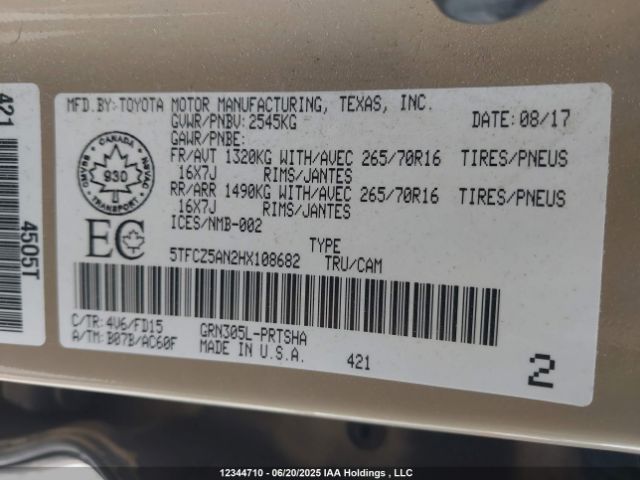 421
4505T
MFD.BY:TOYOTA MOTOR MANUFACTURING, TEXAS, INC.
GVWR/PNBV:2545KG DATE:08/17
GAWR/PNBE:
FR/AVT 1320KG WITH/AVEC 265/70R16 TIRES/PNEUS
16X7J RIMS/JANTES
RR/ARR 1490KG WITH/AVEC 265/70R16 TIRES/PNEUS
16X7J RIMS/JANTES
ICES/NMB-002
CANADA
930
TRANSPORT
EC
TYPE
5TFCZ5AN2HX108682 TRU/CAM
C/TR:4V6/FD15 GRN305L-PRTSHA
A/TM:B07B/AC60F MADE IN U.S.A. 421
2
12344710 - 06/20/2025 IAA Holdings , LLC